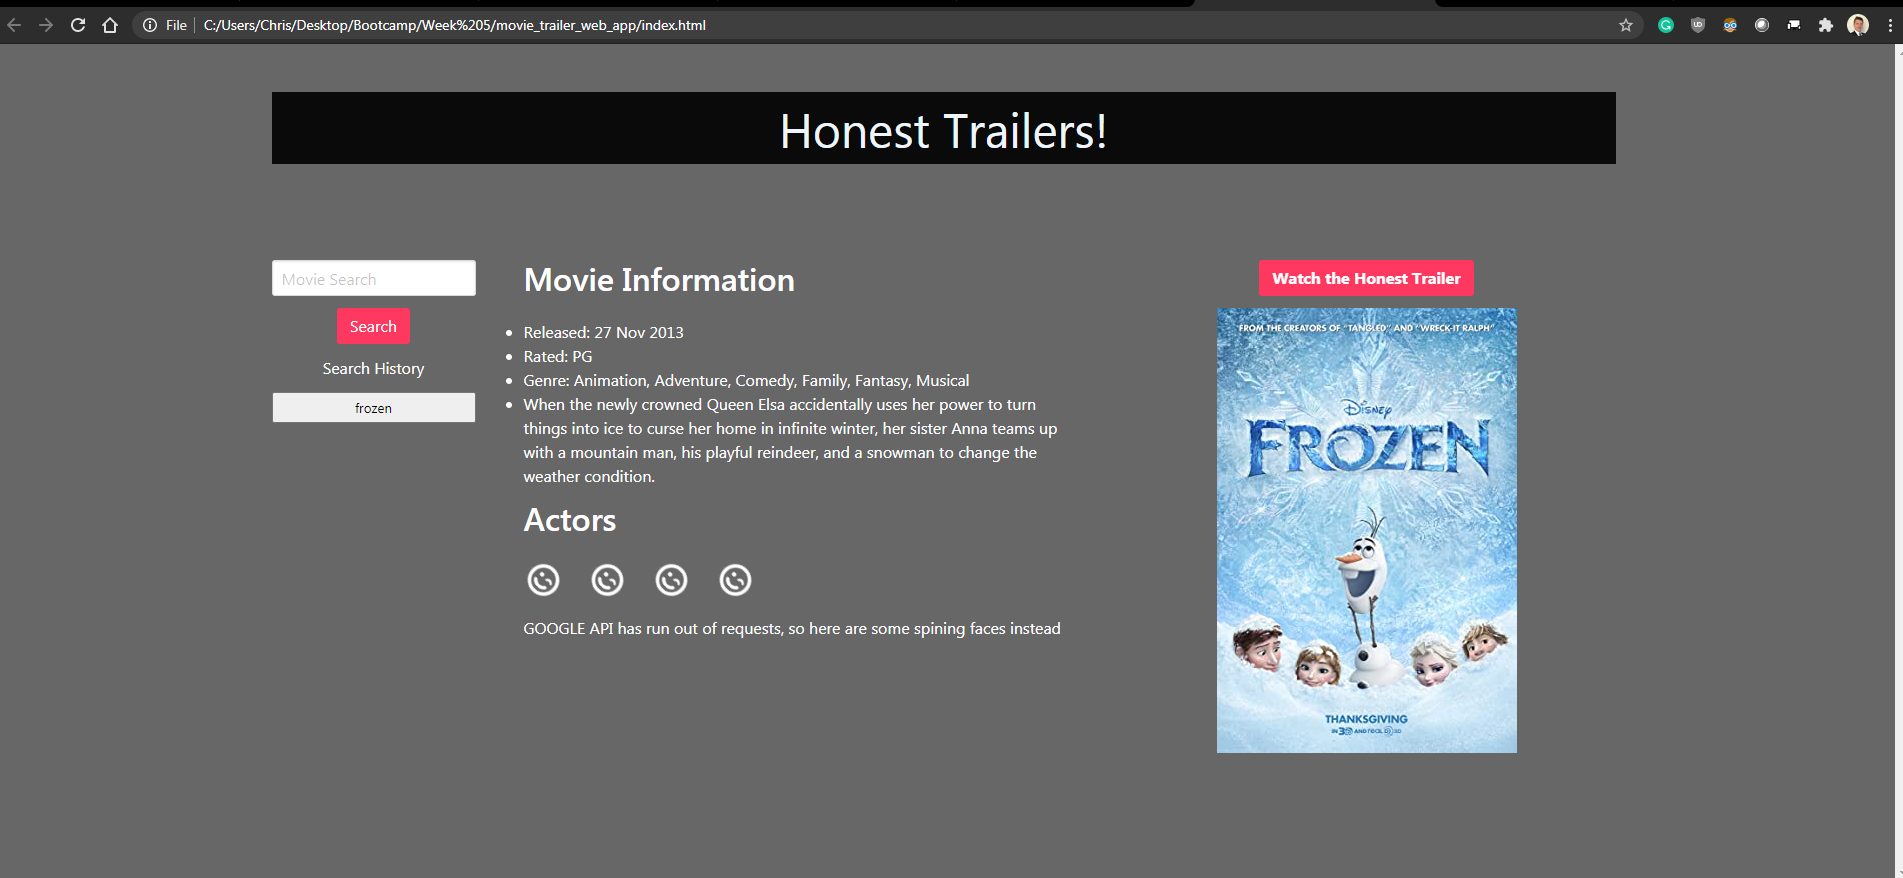 File C:/Users/Chris/Desktop/Bootcamp/Week%205/movie_trailer_web_app/index.html
Honest Trailers!
Movie Search
Search
Search History
frozen
Movie Information
Released: 27 Nov 2013
Rated: PG
Genre: Animation, Adventure, Comedy, Family, Fantasy, Musical
When the newly crowned Queen Elsa accidentally uses her power to turn
things into ice to curse her home in infinite winter, her sister Anna teams up
with a mountain man, his playful reindeer, and a snowman to change the
weather condition.
Actors
GOOGLE API has run out of requests, so here are some spining faces instead
Watch the Honest Trailer
FROM THE CREATORS OF "TANGLED" AND "WRECK-IT RALPH"
DISNEY
FROZEN
THANKSGIVING
IN 3D AND REAL D 3D